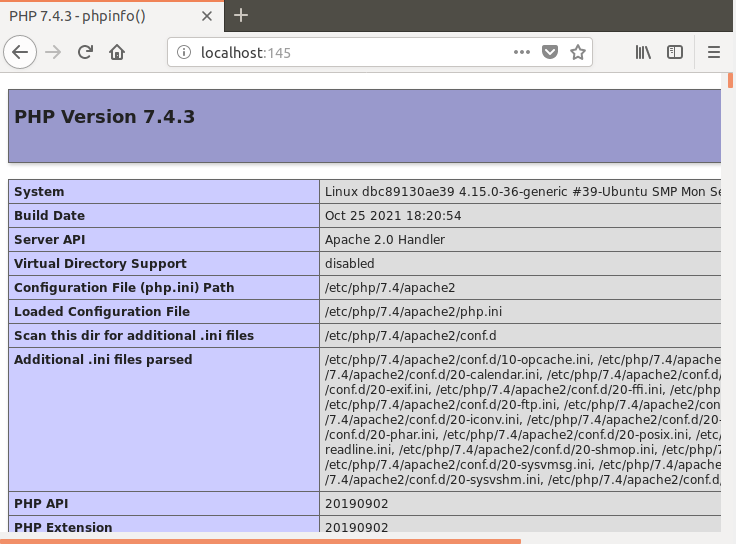 PHP 7.4.3 - phpinfo()
localhost:145
PHP Version 7.4.3
System Linux dbc89130ae39 4.15.0-36-generic #39-Ubuntu SMP Mon Se
Build Date Oct 25 2021 18:20:54
Server API Apache 2.0 Handler
Virtual Directory Support disabled
Configuration File (php.ini) Path /etc/php/7.4/apache2
Loaded Configuration File /etc/php/7.4/apache2/php.ini
Scan this dir for additional .ini files /etc/php/7.4/apache2/conf.d
Additional .ini files parsed /etc/php/7.4/apache2/conf.d/10-opcache.ini, /etc/php/7.4/apache
/7.4/apache2/conf.d/20-calendar.ini, /etc/php/7.4/apache2/conf.d/
/conf.d/20-exif.ini, /etc/php/7.4/apache2/conf.d/20-ffi.ini, /etc/php
/etc/php/7.4/apache2/conf.d/20-ftp.ini, /etc/php/7.4/apache2/con
/7.4/apache2/conf.d/20-iconv.ini, /etc/php/7.4/apache2/conf.d/20-
/conf.d/20-phar.ini, /etc/php/7.4/apache2/conf.d/20-posix.ini, /etc/
readline.ini, /etc/php/7.4/apache2/conf.d/20-shmop.ini, /etc/php/7
/etc/php/7.4/apache2/conf.d/20-sysvmsg.ini, /etc/php/7.4/apache
/7.4/apache2/conf.d/20-sysvshm.ini, /etc/php/7.4/apache2/conf.d/
PHP API 20190902
PHP Extension 20190902